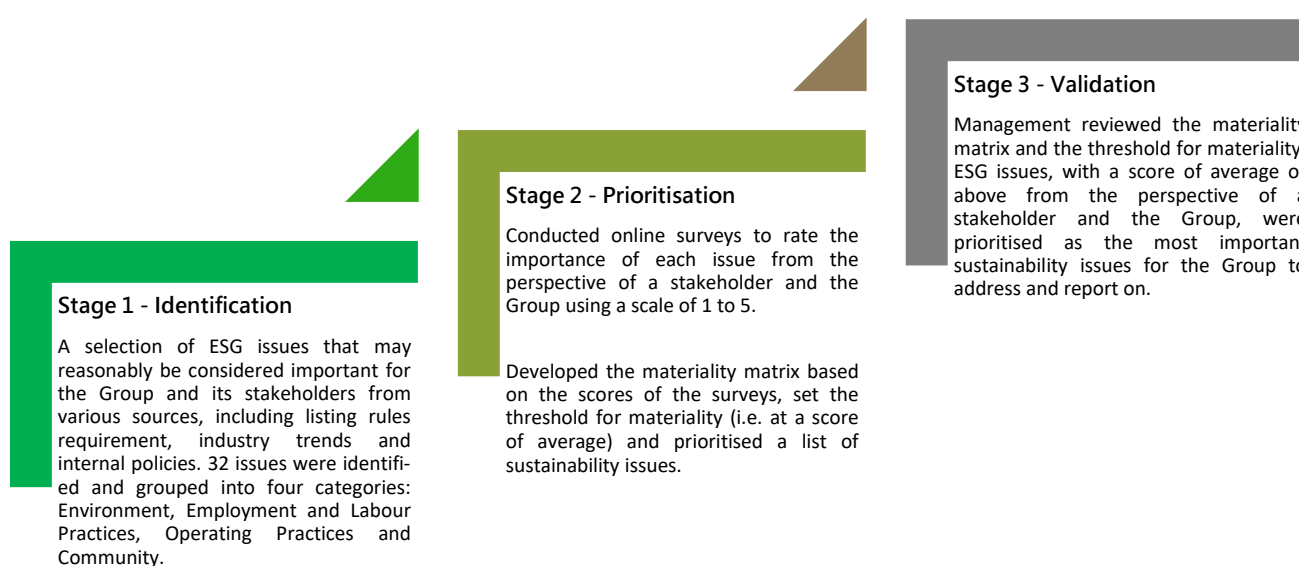 Stage 1 - Identification
A selection of ESG issues that may
reasonably be considered important for
the Group and its stakeholders from
various sources, including listing rules
requirement, industry trends and
internal policies. 32 issues were identifi-
ed and grouped into four categories:
Environment, Employment and Labour
Practices, Operating Practices and
Community.
Stage 2 - Prioritisation
Conducted online surveys to rate the
importance of each issue from the
perspective of a stakeholder and the
Group using a scale of 1 to 5.
Developed the materiality matrix based
on the scores of the surveys, set the
threshold for materiality (i.e. at a score
of average) and prioritised a list of
sustainability issues.
Stage 3 - Validation
Management reviewed the materiality
matrix and the threshold for materiality
ESG issues, with a score of average o
above from the perspective of a
stakeholder and the Group, were
prioritised as the most importan
sustainability issues for the Group to
address and report on.